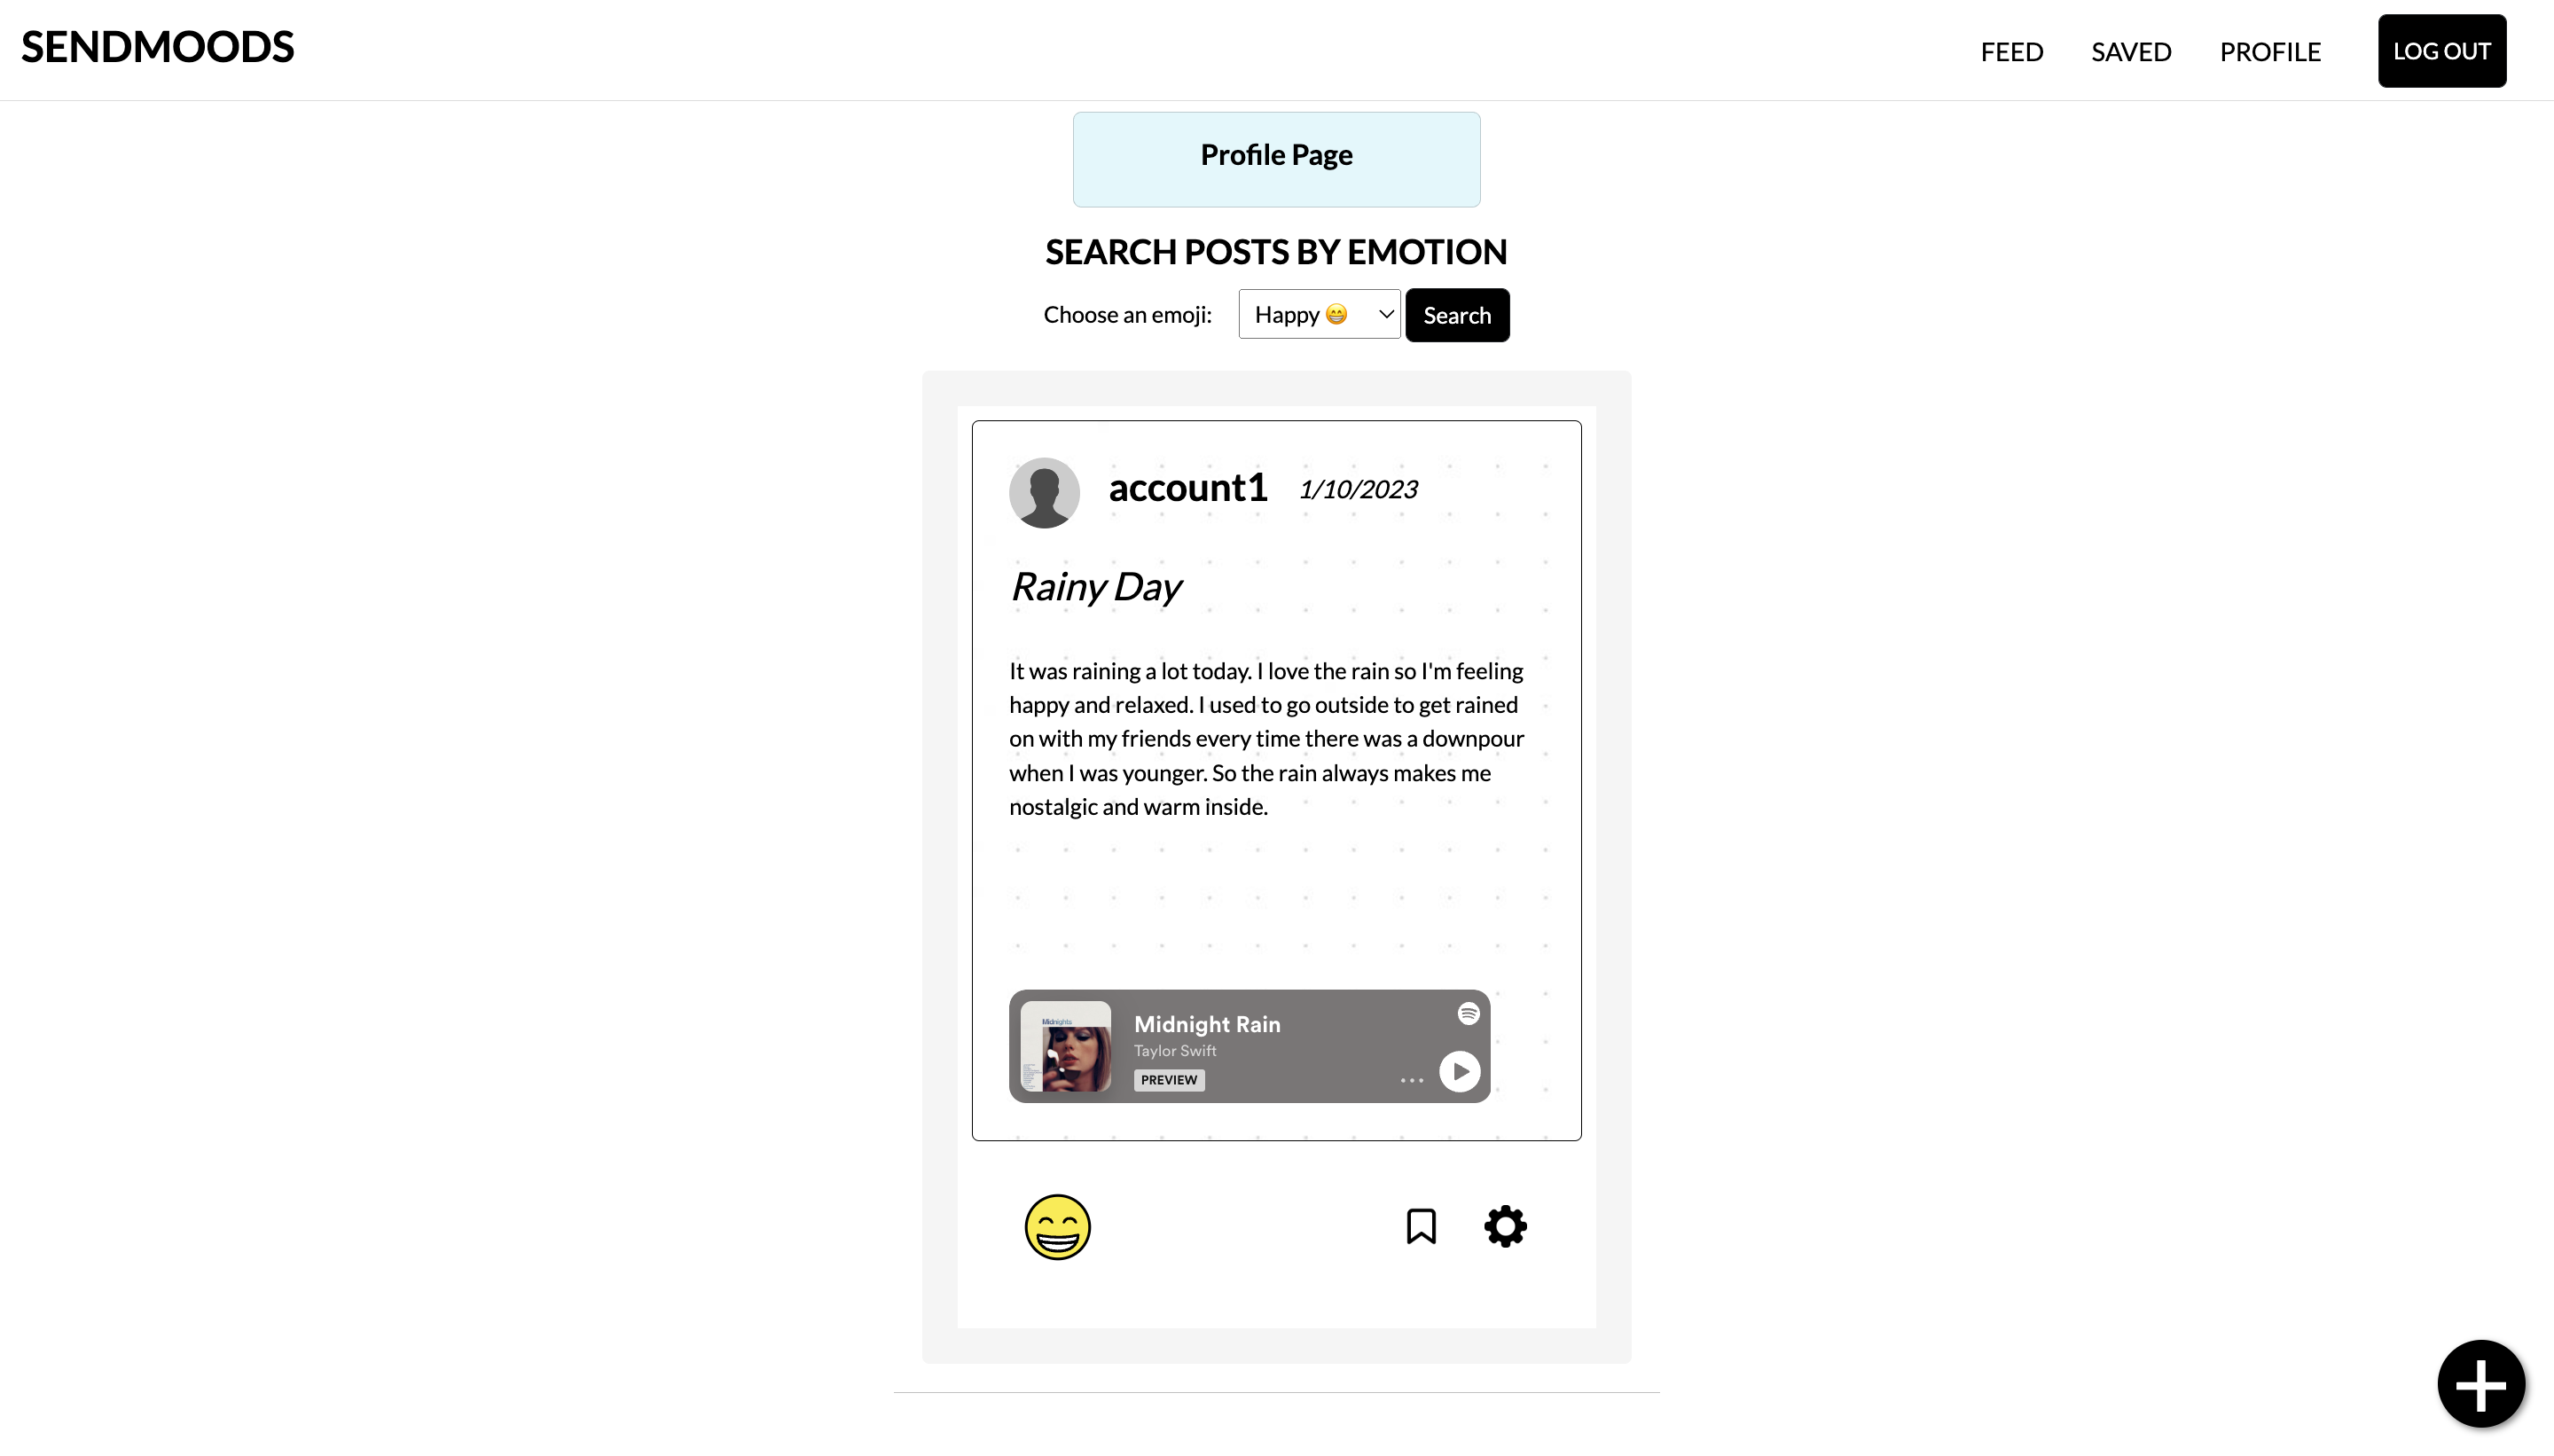 SENDMOODS
FEED SAVED PROFILE LOG OUT
Profile Page
SEARCH POSTS BY EMOTION
Choose an emoji: Happy 😁 Search
account1 1/10/2023
Rainy Day
It was raining a lot today. I love the rain so I'm feeling
happy and relaxed. I used to go outside to get rained
on with my friends every time there was a downpour
when I was younger. So the rain always makes me
nostalgic and warm inside.
Midnights
Midnight Rain
Taylor Swift
PREVIEW